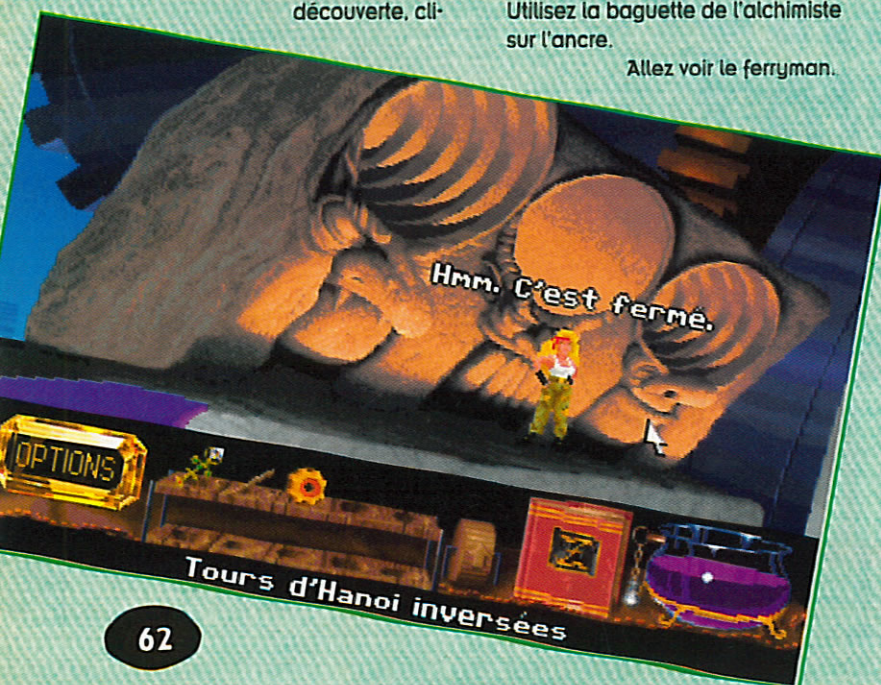 découverte, cli-
Utilisez la baguette de l'alchimiste
sur l'ancre.
Allez voir le ferryman.
Hmm. C'est fermé.
OPTIONS
Tours d'Hanoi inversées
62